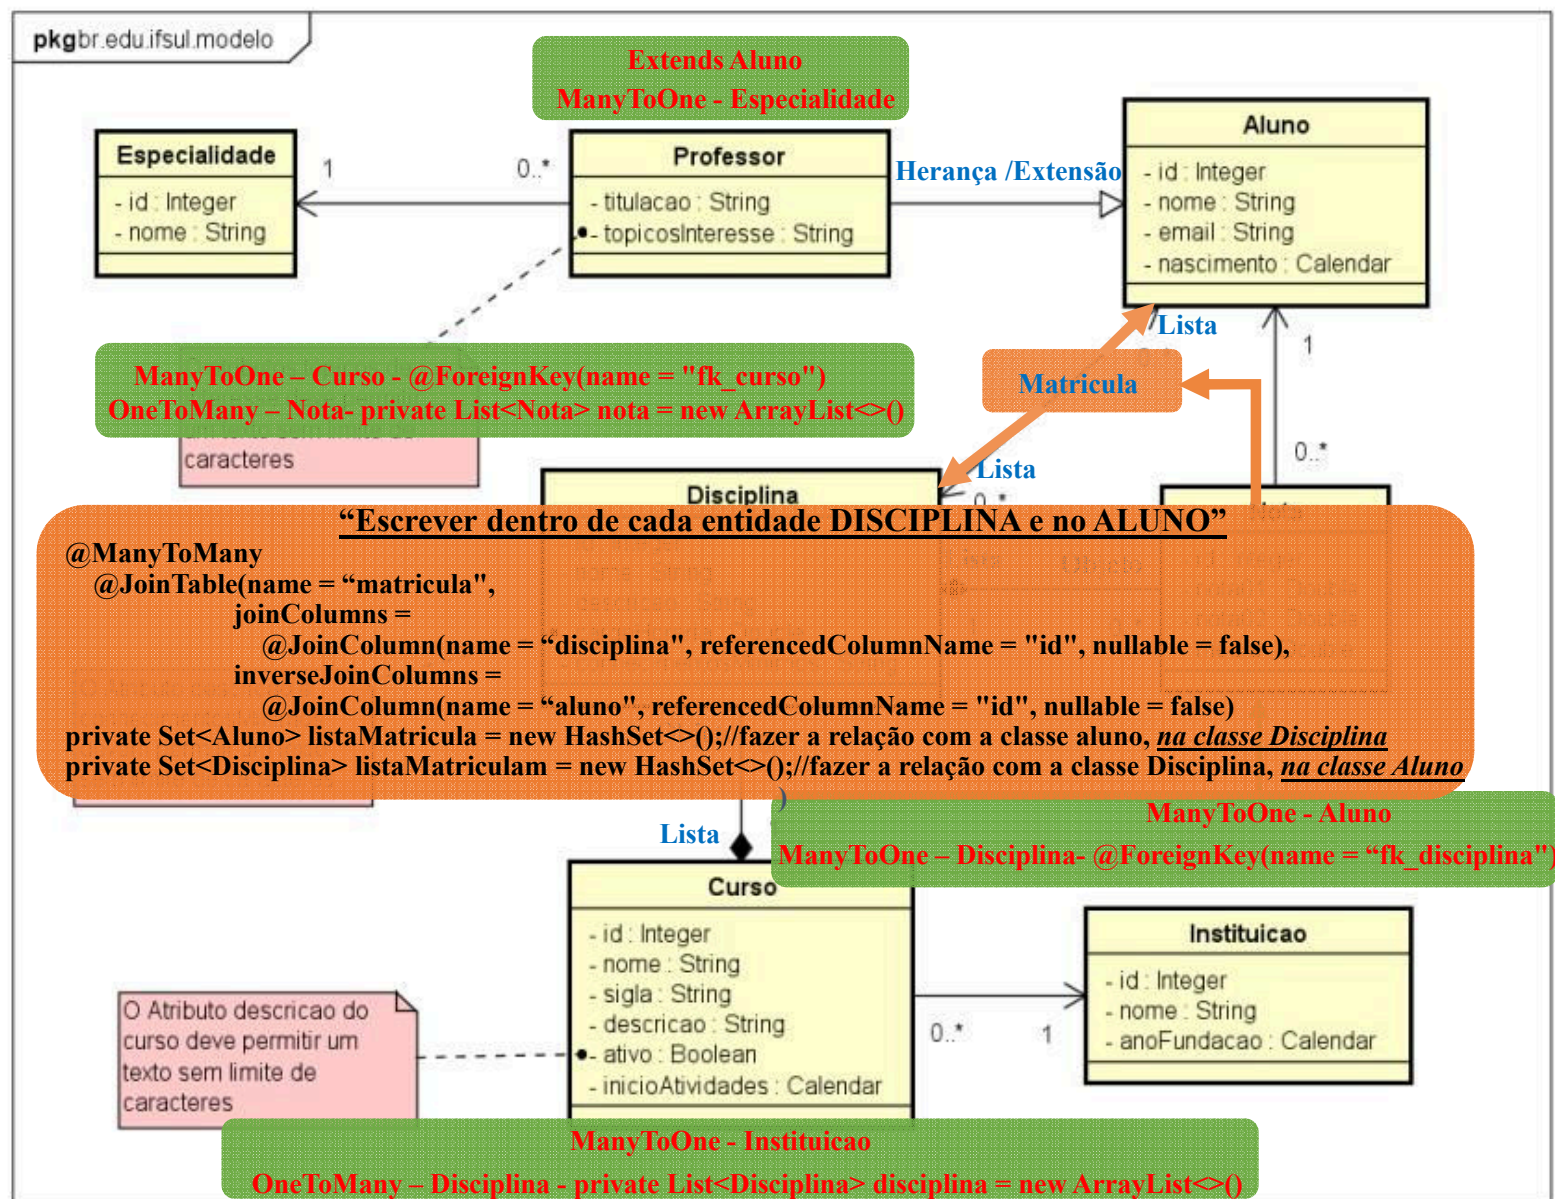 pkgbr.edu.ifsul.modelo
Extends Aluno
ManyToOne - Especialidade
Especialidade
- id : Integer
- nome : String
1
0..*
Professor
- titulacao : String
- topicosInteresse : String
Herança /Extensão
Aluno
- id : Integer
- nome : String
- email : String
- nascimento : Calendar
Lista
1
Matricula
ManyToOne – Curso - @ForeignKey(name = "fk_curso")
OneToMany – Nota- private List<Nota> nota = new ArrayList<>()
caracteres
0..*
Lista
0..*
Disciplina
“Escrever dentro de cada entidade DISCIPLINA e no ALUNO”
@ManyToMany
@JoinTable(name = “matricula",
joinColumns =
@JoinColumn(name = “disciplina", referencedColumnName = "id", nullable = false),
inverseJoinColumns =
@JoinColumn(name = “aluno", referencedColumnName = "id", nullable = false)
private Set<Aluno> listaMatricula = new HashSet<>();//fazer a relação com a classe aluno, na classe Disciplina
private Set<Disciplina> listaMatriculam = new HashSet<>();//fazer a relação com a classe Disciplina, na classe Aluno
)
ManyToOne - Aluno
ManyToOne – Disciplina- @ForeignKey(name = “fk_disciplina")
Lista
Curso
- id : Integer
- nome : String
- sigla : String
- descricao : String
- ativo : Boolean
- inicioAtividades : Calendar
0..*
1
Instituicao
- id : Integer
- nome : String
- anoFundacao : Calendar
O Atributo descricao do
curso deve permitir um
texto sem limite de
caracteres
ManyToOne - Instituicao
OneToMany – Disciplina - private List<Disciplina> disciplina = new ArrayList<>()